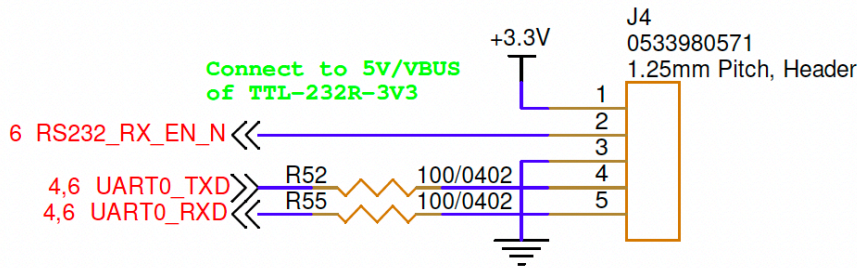 J4
+3.3V
0533980571
1.25mm Pitch, Header
Connect to 5V/VBUS
of TTL-232R-3V3
1
6 RS232_RX_EN_N
2
3
4,6 UART0_TXD
R52
100/0402
4
4,6 UART0_RXD
R55
100/0402
5